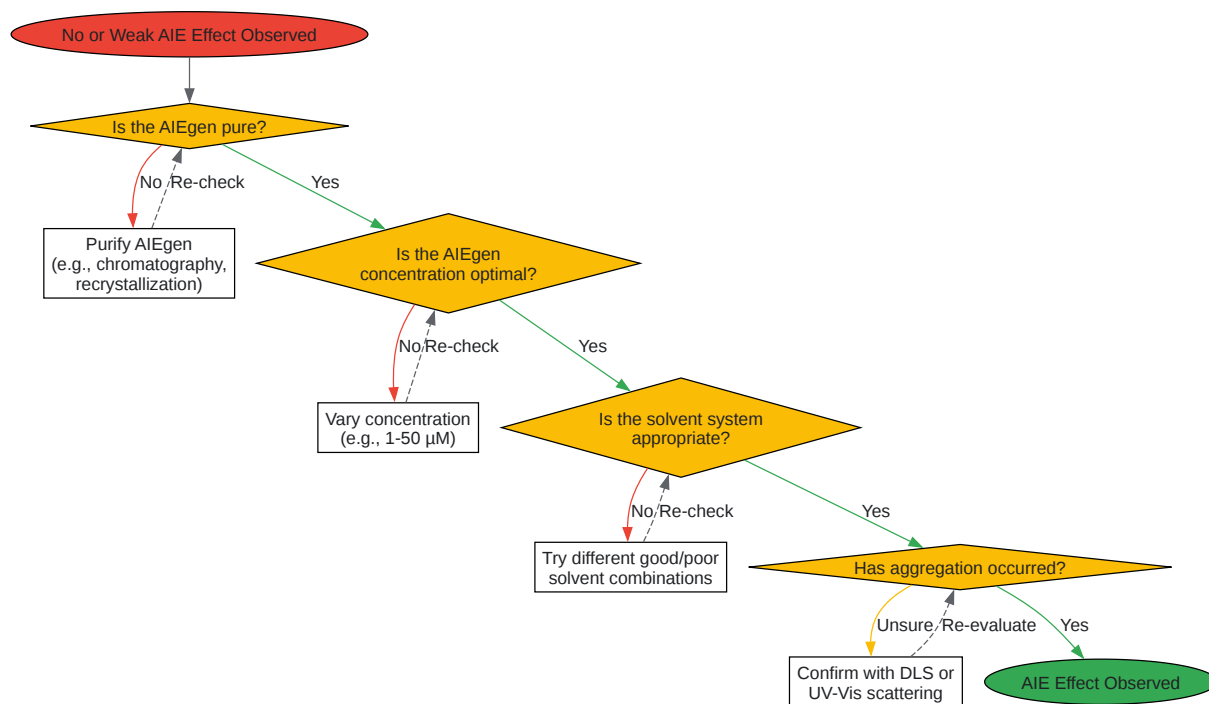 No or Weak AIE Effect Observed
Is the AIEgen pure?
No
Re-check
Yes
Purify AIEgen
(e.g., chromatography,
recrystallization)
Is the AIEgen
concentration optimal?
No
Re-check
Yes
Vary concentration
(e.g., 1-50 µM)
Is the solvent system
appropriate?
No
Re-check
Yes
Try different good/poor
solvent combinations
Has aggregation occurred?
Unsure
Re-evaluate
Yes
Confirm with DLS or
UV-Vis scattering
AIE Effect Observed